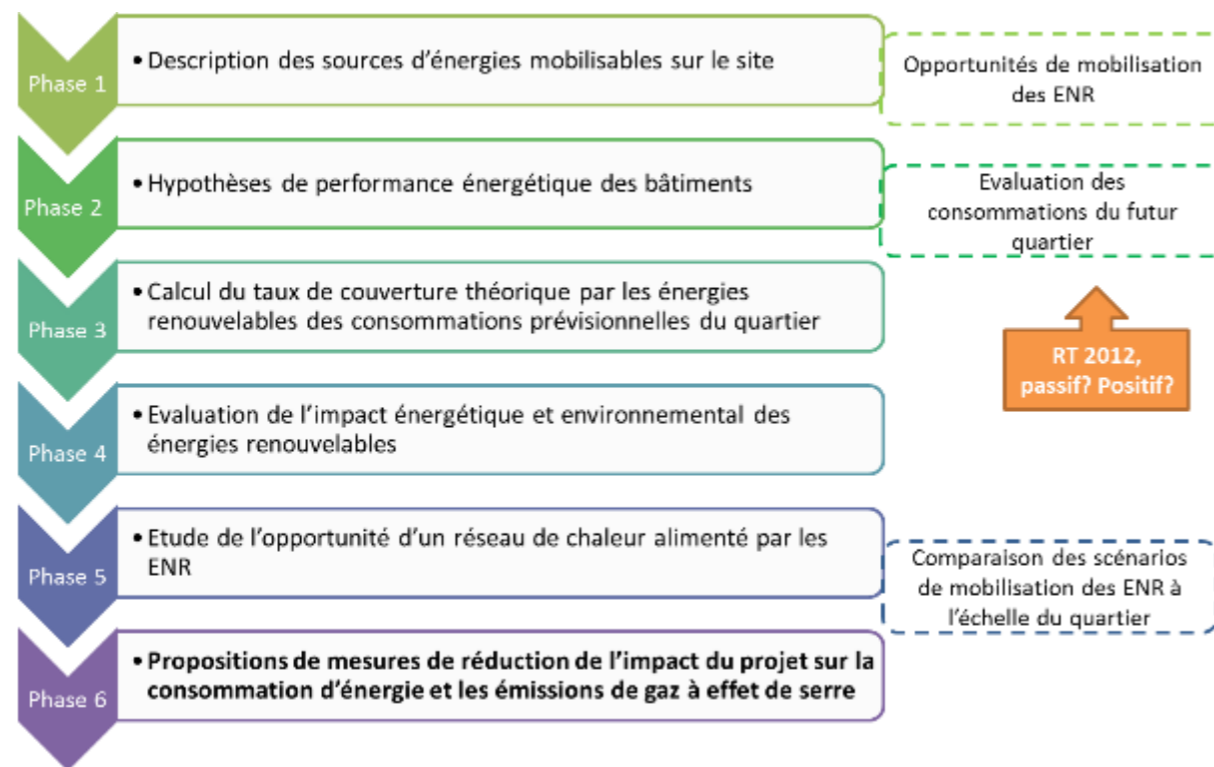 Phase 1
• Description des sources d'énergies mobilisables sur le site
Opportunités de mobilisation
des ENR
Phase 2
• Hypothèses de performance énergétique des bâtiments
Evaluation des
consommations du futur
quartier
Phase 3
• Calcul du taux de couverture théorique par les énergies
renouvelables des consommations prévisionnelles du quartier
RT 2012,
passif? Positif?
Phase 4
• Evaluation de l'impact énergétique et environnemental des
énergies renouvelables
Phase 5
• Etude de l'opportunité d'un réseau de chaleur alimenté par les
ENR
Comparaison des scénarios
de mobilisation des ENR à
l'échelle du quartier
Phase 6
• Propositions de mesures de réduction de l'impact du projet sur la
consommation d'énergie et les émissions de gaz à effet de serre